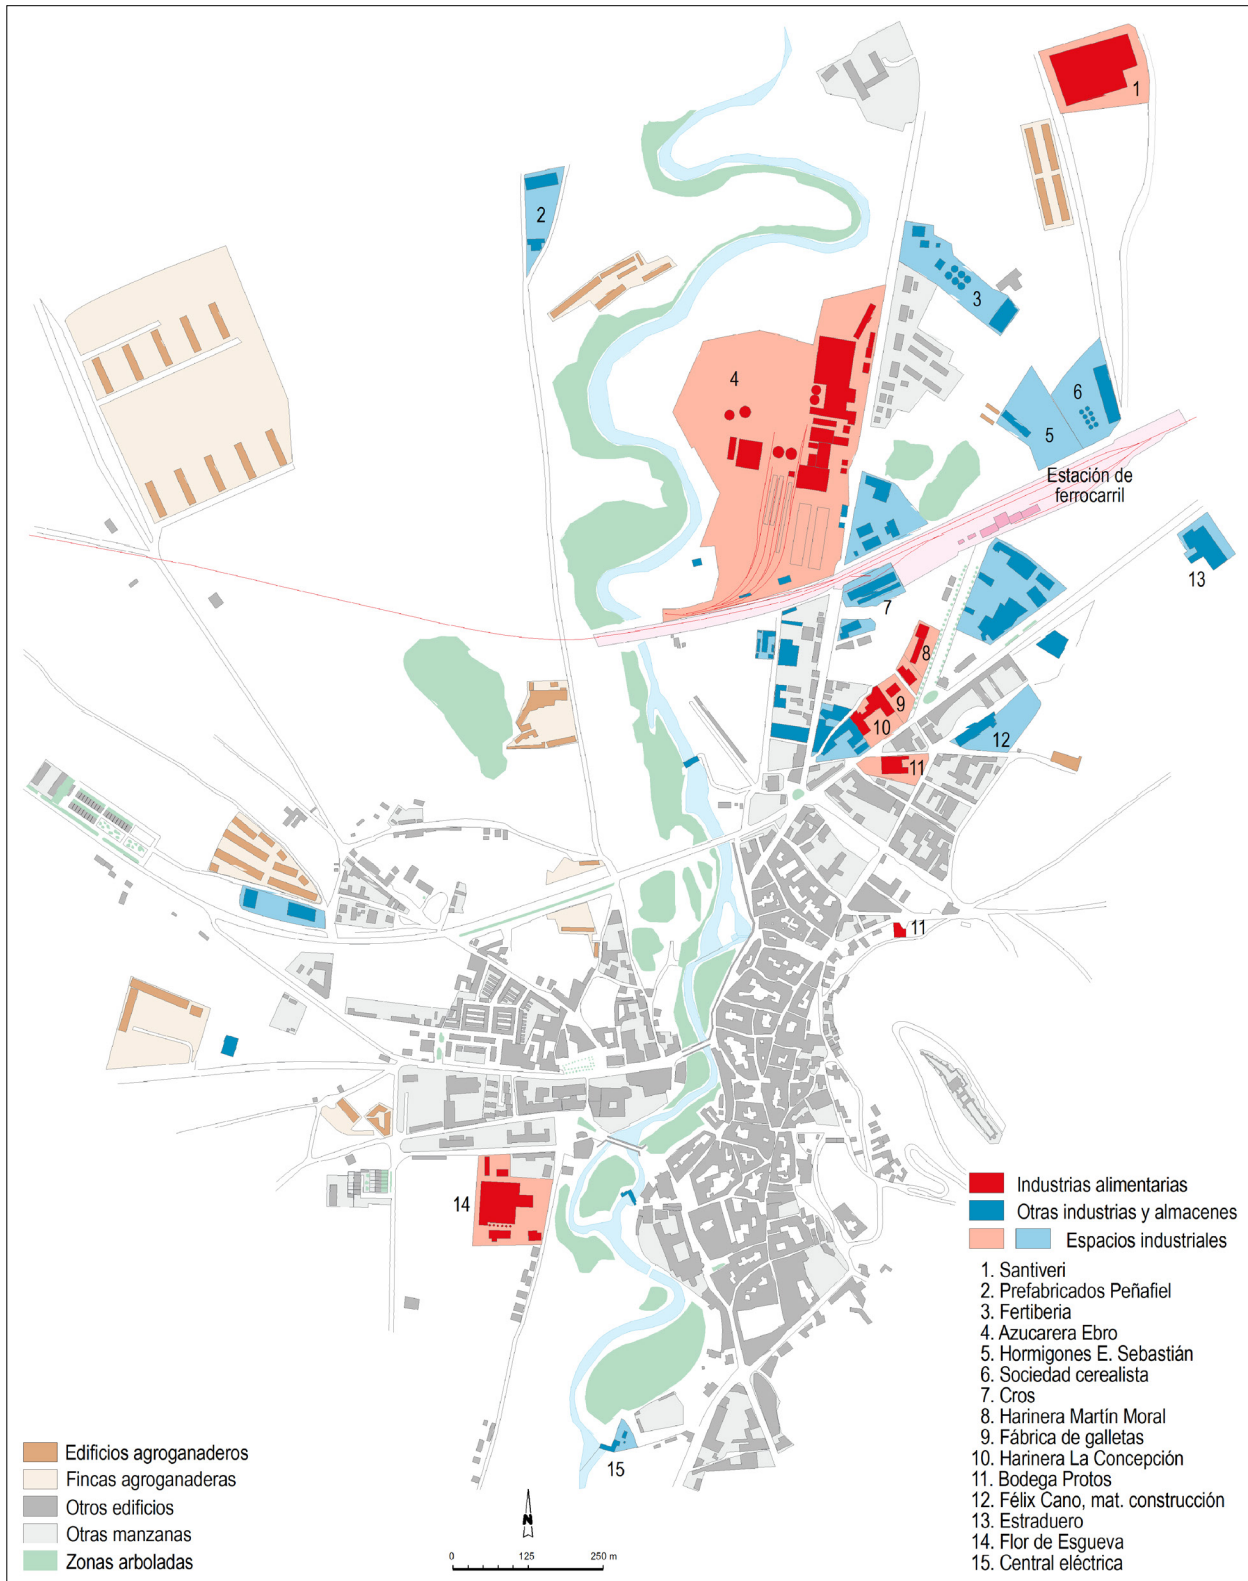 1
2
3
4
6
5
Estación de
ferrocarril
13
7
8
9
10
12
11
11
14
15
Industrias alimentarias
Otras industrias y almacenes
Espacios industriales
1. Santiveri
2. Prefabricados Peñafiel
3. Fertiberia
4. Azucarera Ebro
5. Hormigones E. Sebastián
6. Sociedad cerealista
7. Cros
8. Harinera Martín Moral
9. Fábrica de galletas
10. Harinera La Concepción
11. Bodega Protos
12. Félix Cano, mat. construcción
13. Estraduero
14. Flor de Esgueva
15. Central eléctrica
Edificios agroganaderos
Fincas agroganaderas
Otros edificios
Otras manzanas
Zonas arboladas
N
0 125 250 m